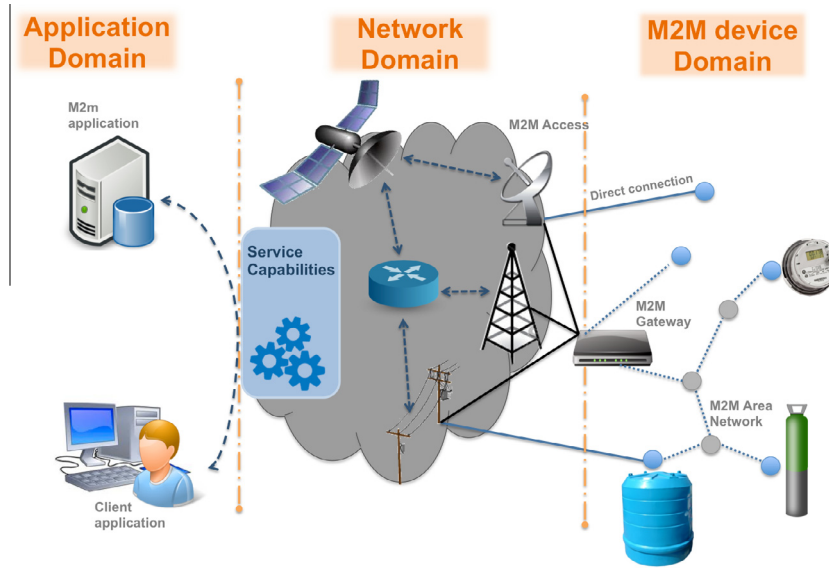 Application
Domain
Network
Domain
M2M device
Domain
M2m
application
M2M Access
Direct connection
Service
Capabilities
M2M
Gateway
M2M Area
Network
Client
application